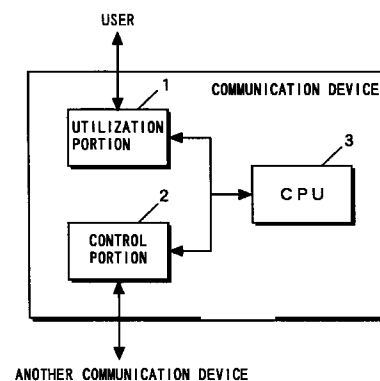 USER
COMMUNICATION DEVICE
1
UTILIZATION
PORTION
3
CPU
2
CONTROL
PORTION
ANOTHER COMMUNICATION DEVICE